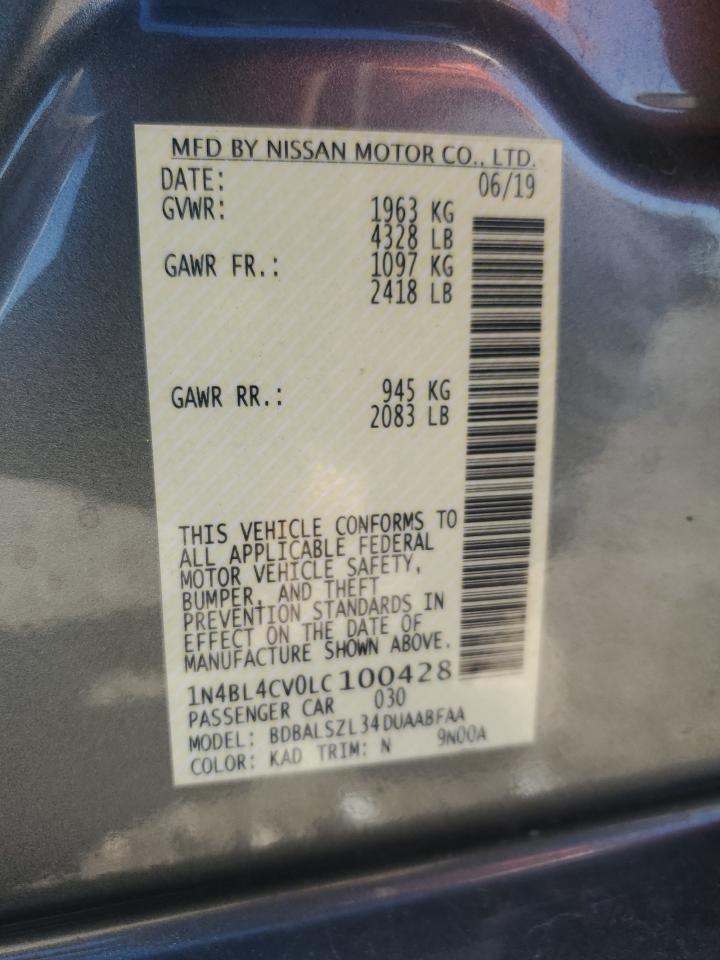 MFD BY NISSAN MOTOR CO., LTD.
DATE: 06/19
GVWR: 1963 KG
4328 LB
GAWR FR.: 1097 KG
2418 LB
GAWR RR.: 945 KG
2083 LB
THIS VEHICLE CONFORMS TO
ALL APPLICABLE FEDERAL
MOTOR VEHICLE SAFETY,
BUMPER, AND THEFT
PREVENTION STANDARDS IN
EFFECT ON THE DATE OF
MANUFACTURE SHOWN ABOVE.
1N4BL4CV0LC100428
PASSENGER CAR 030
MODEL: BDBALSZL34DUAABFAA
COLOR: KAD TRIM: N 9N00A